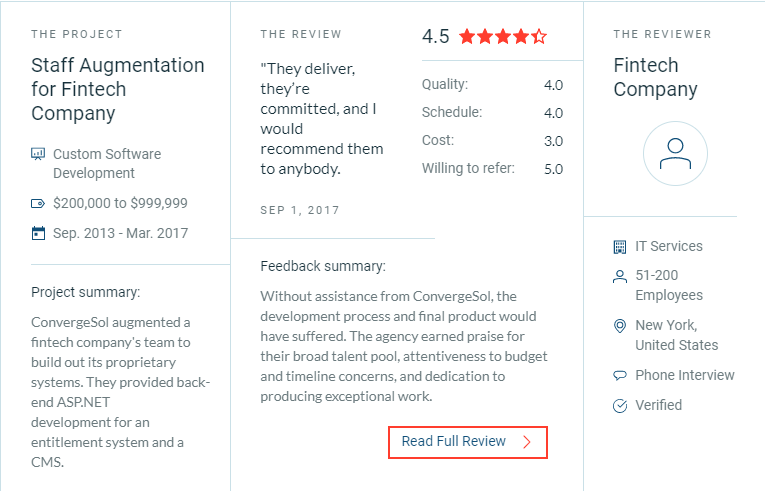 THE PROJECT
Staff Augmentation
for Fintech
Company
Custom Software
Development
$200,000 to $999,999
Sep. 2013 - Mar. 2017
Project summary:
ConvergeSol augmented a
fintech company's team to
build out its proprietary
systems. They provided back-
end ASP.NET
development for an
entitlement system and a
CMS.
THE REVIEW
"They deliver,
they’re
committed, and I
would
recommend them
to anybody.
SEP 1, 2017
4.5
Quality: 4.0
Schedule: 4.0
Cost: 3.0
Willing to refer: 5.0
Feedback summary:
Without assistance from ConvergeSol, the
development process and final product would
have suffered. The agency earned praise for
their broad talent pool, attentiveness to budget
and timeline concerns, and dedication to
producing exceptional work.
Read Full Review
THE REVIEWER
Fintech
Company
IT Services
51-200
Employees
New York,
United States
Phone Interview
Verified